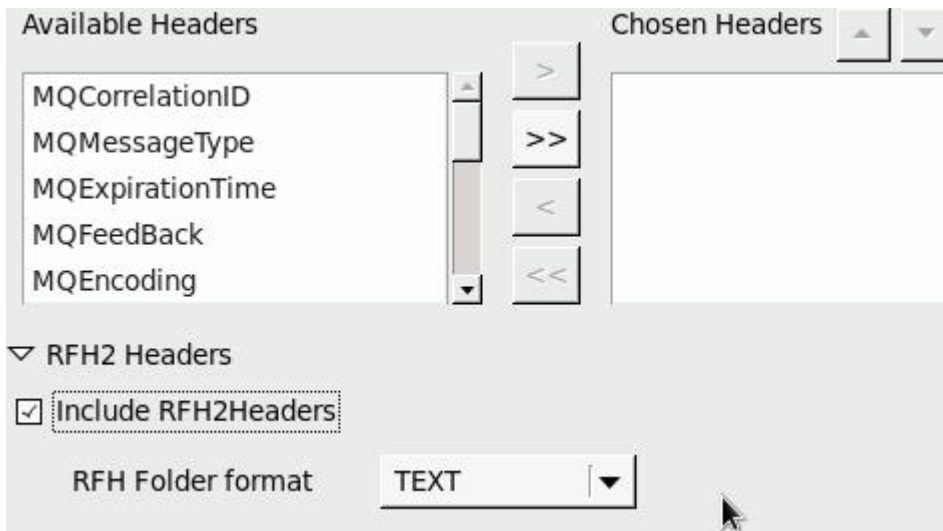 Available Headers
Chosen Headers
MQCorrelationID
MQMessageType
MQExpirationTime
MQFeedBack
MQEncoding
>
>>
<
<<
RFH2 Headers
Include RFH2Headers
RFH Folder format
TEXT